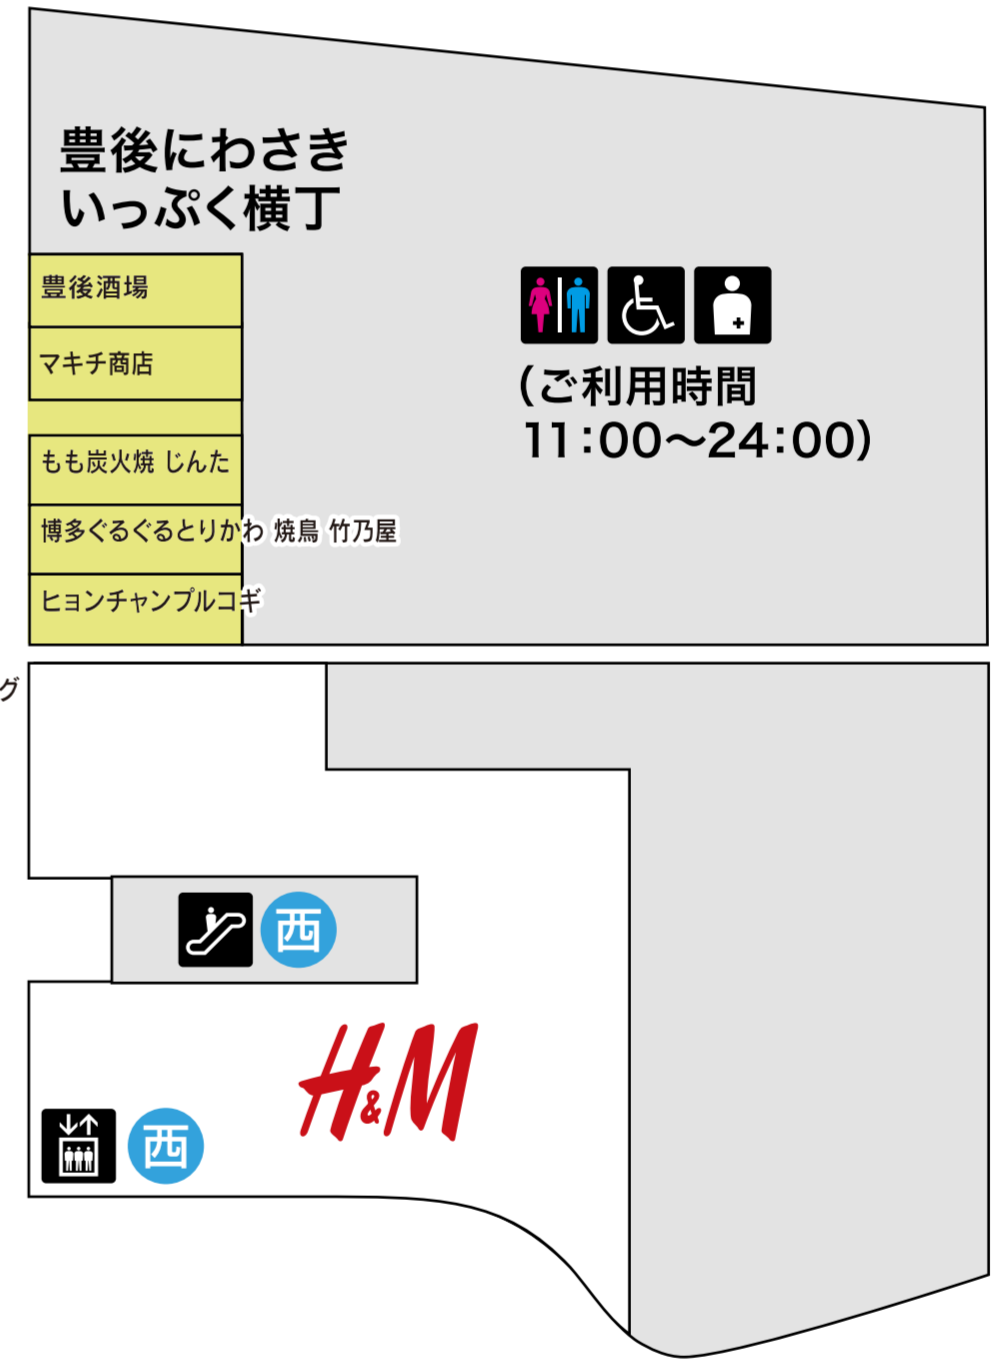 豊後にわさき
いっぷく横丁
豊後酒場
マキチ商店
もも炭火焼 じんた
博多ぐるぐるとりかわ 焼鳥 竹乃屋
ヒョンチャンプルコギ
(ご利用時間
11:00〜24:00)
グ
西
H&M
西